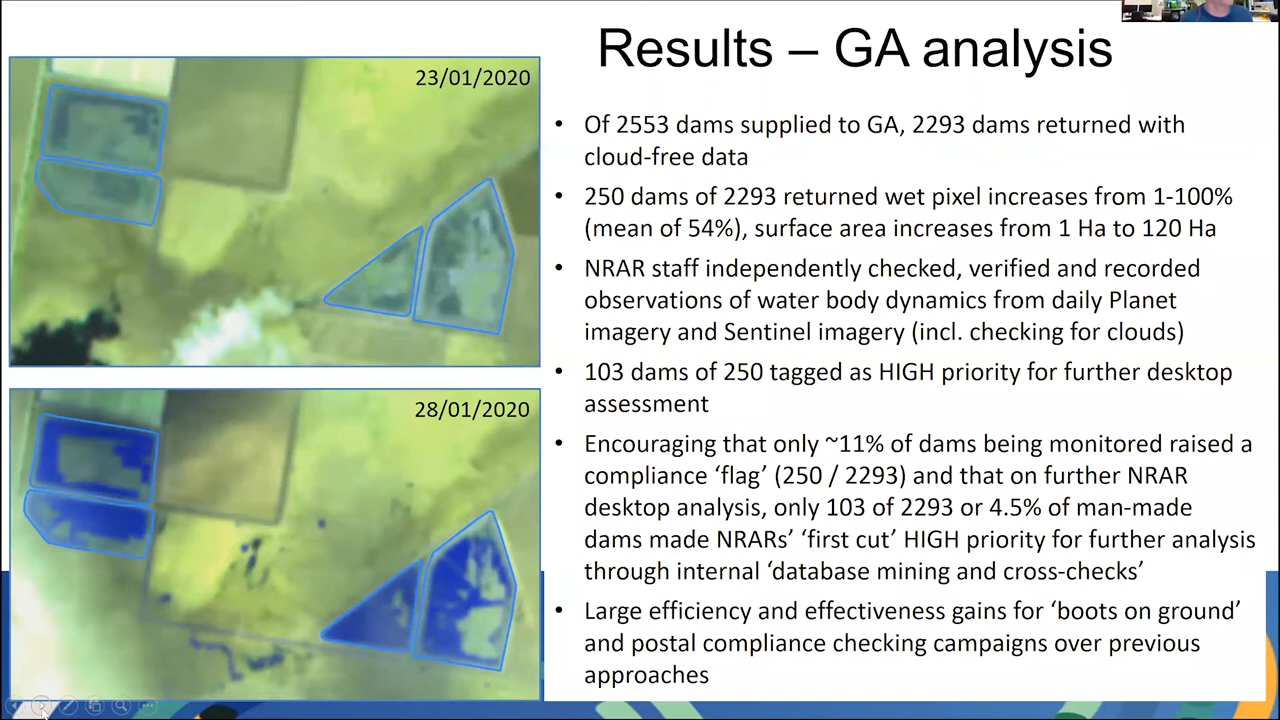 Results – GA analysis
23/01/2020
28/01/2020
• Of 2553 dams supplied to GA, 2293 dams returned with
cloud-free data
• 250 dams of 2293 returned wet pixel increases from 1-100%
(mean of 54%), surface area increases from 1 Ha to 120 Ha
• NRAR staff independently checked, verified and recorded
observations of water body dynamics from daily Planet
imagery and Sentinel imagery (incl. checking for clouds)
• 103 dams of 250 tagged as HIGH priority for further desktop
assessment
• Encouraging that only ~11% of dams being monitored raised a
compliance ‘flag’ (250 / 2293) and that on further NRAR
desktop analysis, only 103 of 2293 or 4.5% of man-made
dams made NRARs’ ‘first cut’ HIGH priority for further analysis
through internal ‘database mining and cross-checks’
• Large efficiency and effectiveness gains for ‘boots on ground’
and postal compliance checking campaigns over previous
approaches